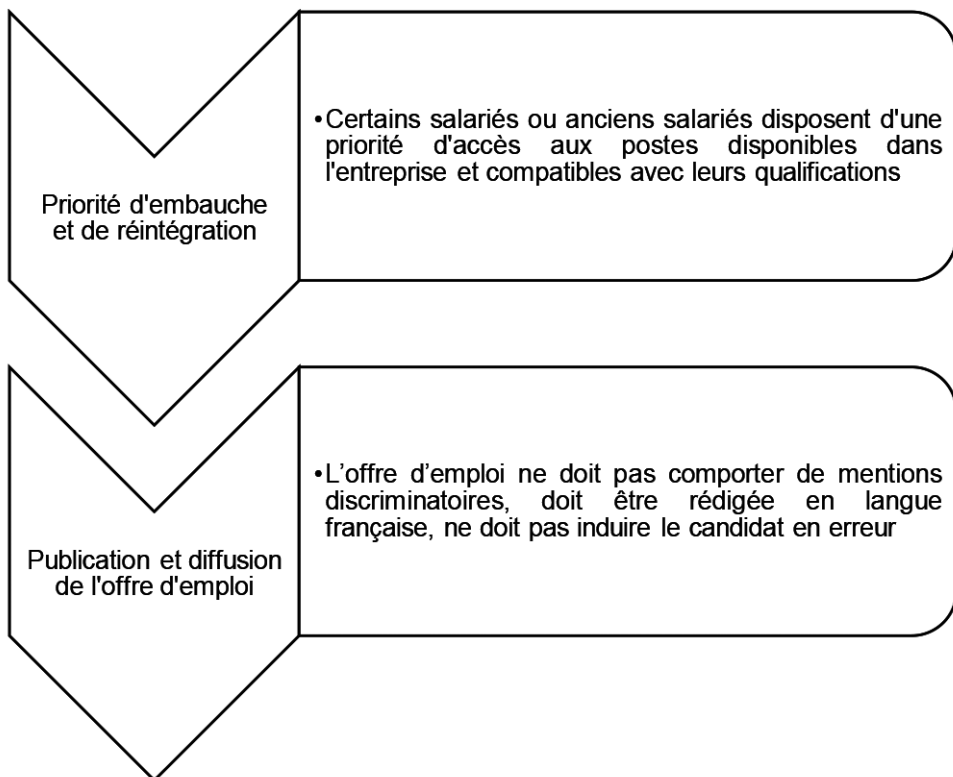 Priorité d'embauche
et de réintégration
•Certains salariés ou anciens salariés disposent d'une
priorité d'accès aux postes disponibles dans
l'entreprise et compatibles avec leurs qualifications
Publication et diffusion
de l'offre d'emploi
•L’offre d’emploi ne doit pas comporter de mentions
discriminatoires, doit être rédigée en langue
française, ne doit pas induire le candidat en erreur